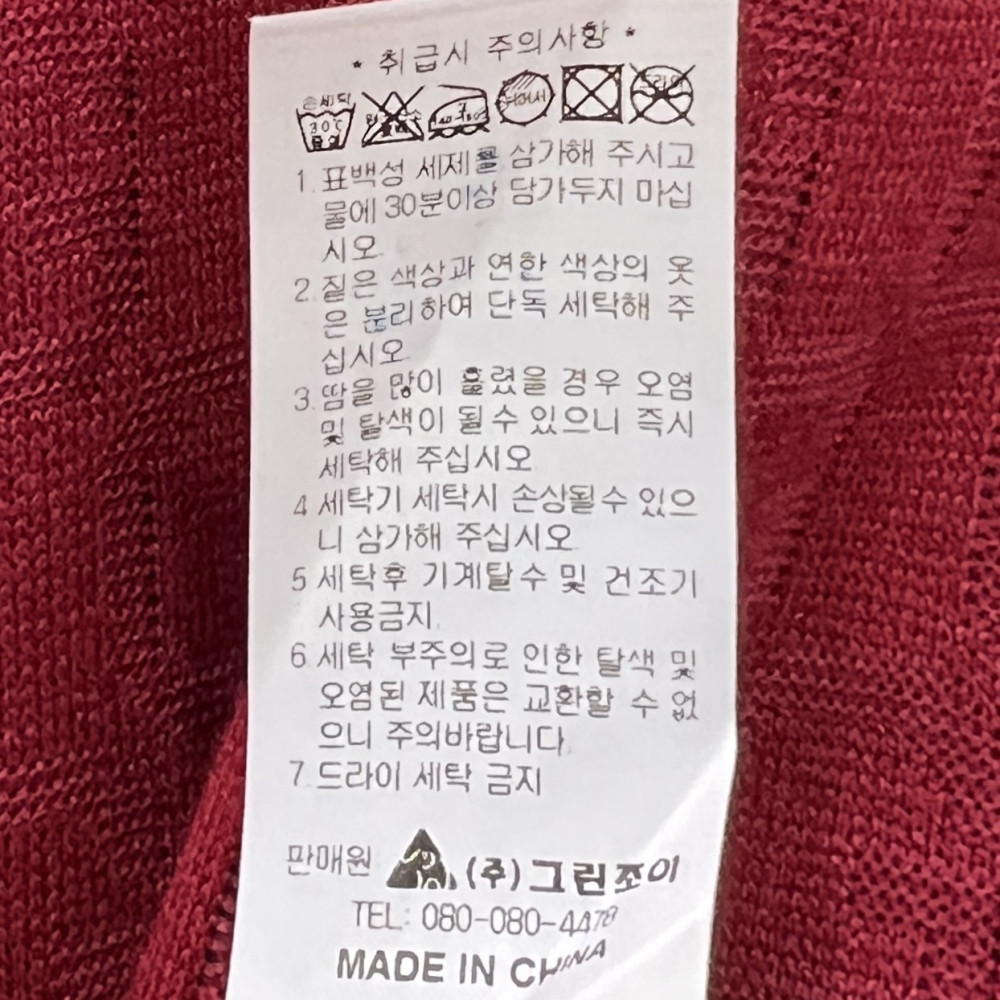 * 취급시 주의사항 *
손세탁
30℃
1. 표백성 세제를 삼가해 주시고
물에 30분이상 담가두지 마십
시오.
2. 짙은 색상과 연한 색상의 옷
은 분리하여 단독 세탁해 주
십시오.
3. 땀을 많이 흘렸을 경우 오염
및 탈색이 될수 있으니 즉시
세탁해 주십시오
4 세탁기 세탁시 손상될수 있으
니 삼가해 주십시오
5 세탁후 기계탈수 및 건조기
사용금지.
6. 세탁 부주의로 인한 탈색 및
오염된 제품은 교환할 수 없
으니 주의바랍니다.
7. 드라이 세탁 금지
판매원 (주)그린조이
TEL: 080-080-4478
MADE IN CHINA